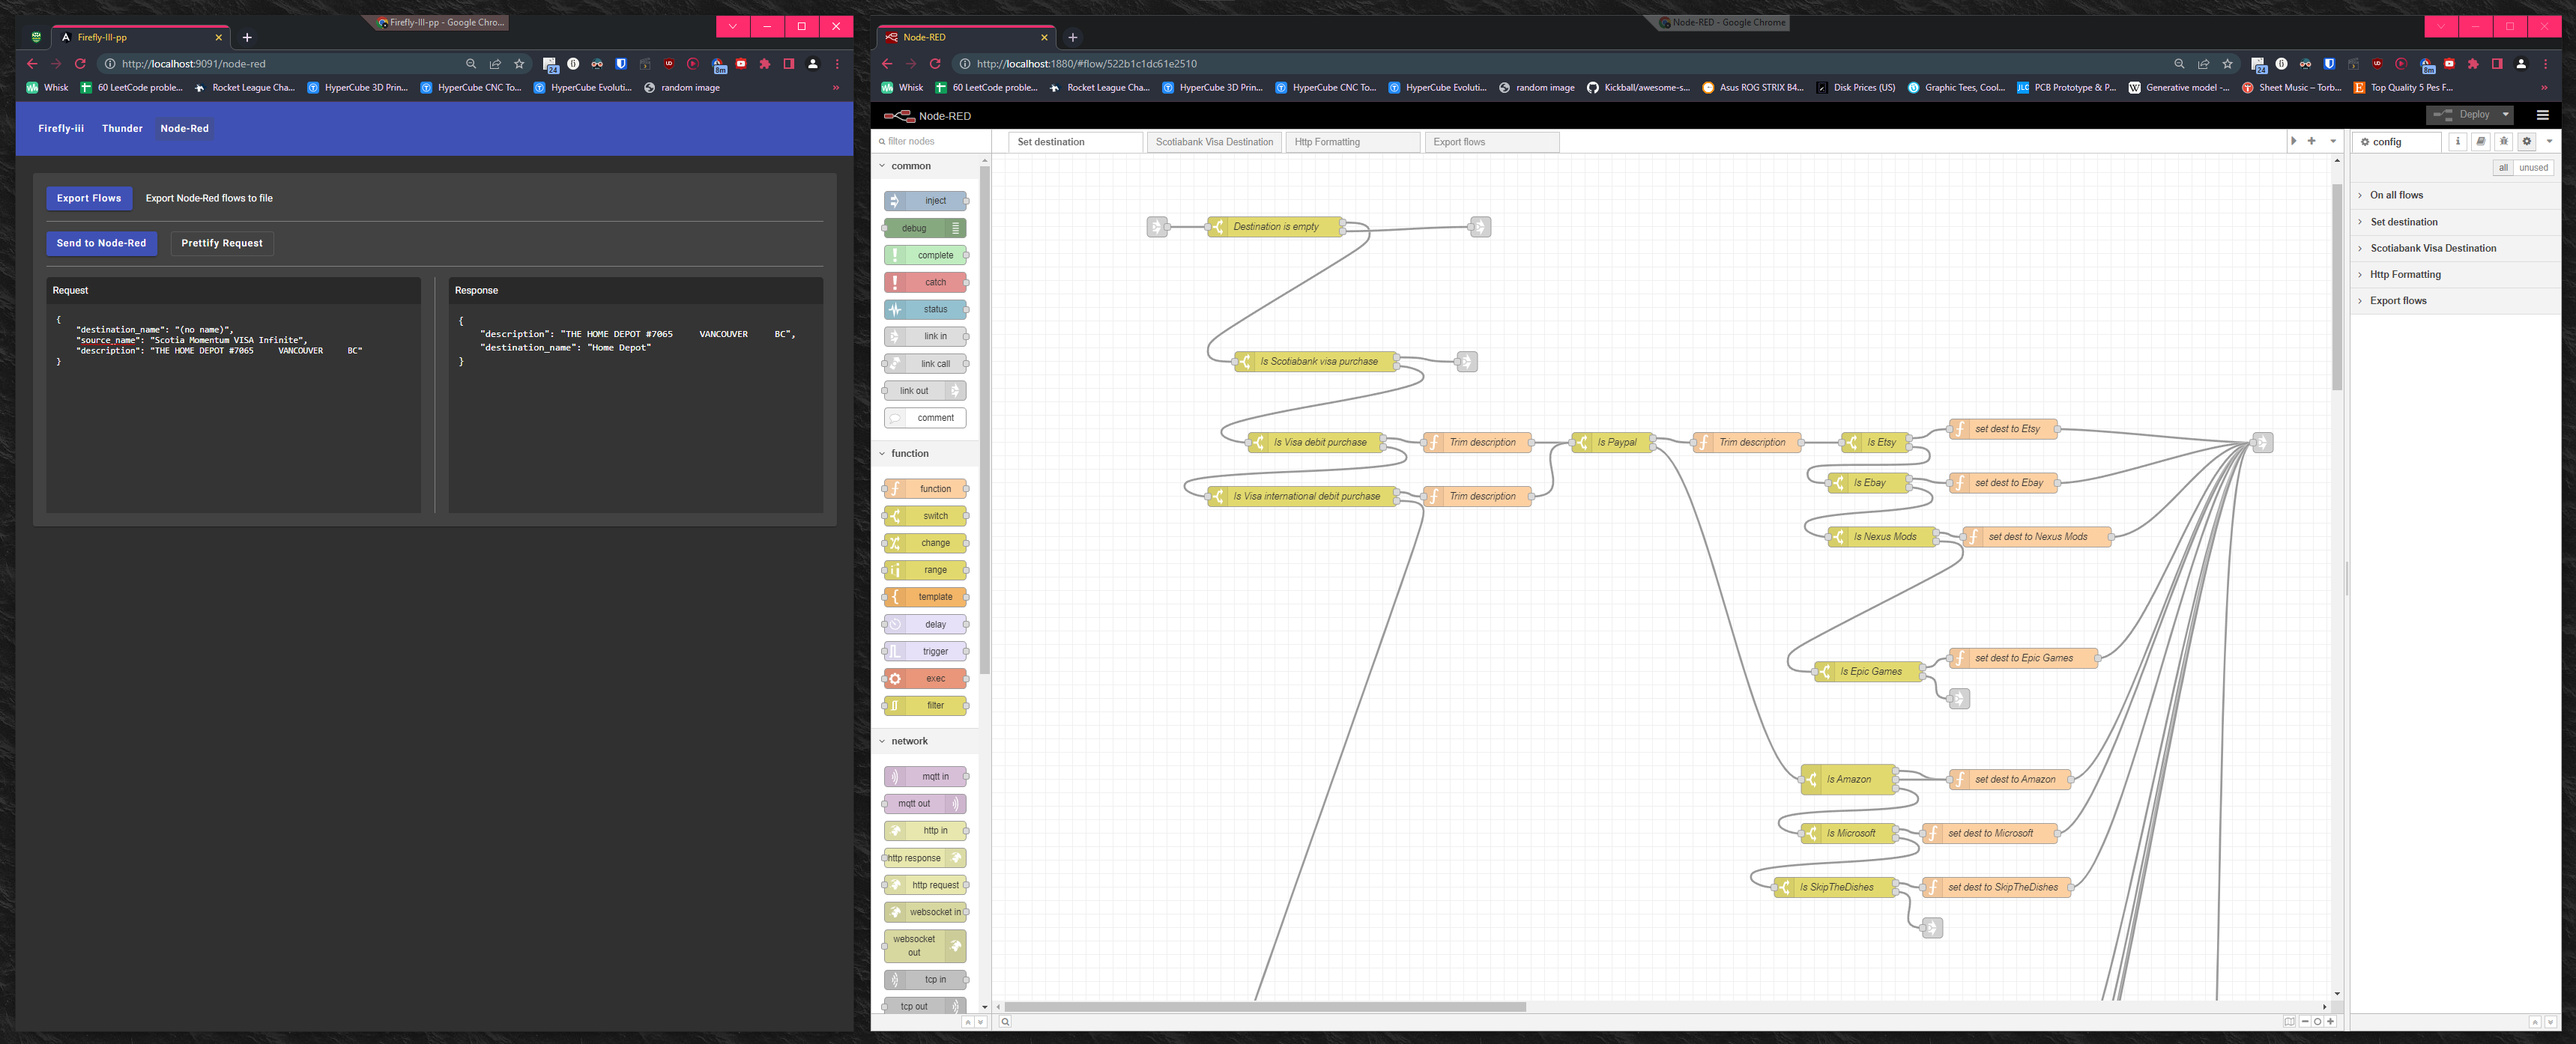 Firefly-III-pp - Google Chro...
Firefly-III-pp
http://localhost:9091/node-red
24
8m
Whisk
60 LeetCode proble...
Rocket League Cha...
HyperCube 3D Prin...
HyperCube CNC To...
HyperCube Evoluti...
random image
»
Firefly-iii
Thunder
Node-Red
Export Flows
Export Node-Red flows to file
Send to Node-Red
Prettify Request
Request
{
"destination_name": "(no name)",
"source_name": "Scotia Momentum VISA Infinite",
"description": "THE HOME DEPOT #7065     VANCOUVER     BC"
}
Response
{
"description": "THE HOME DEPOT #7065     VANCOUVER     BC",
"destination_name": "Home Depot"
}
Node-RED - Google Chrome
Node-RED
http://localhost:1880/#flow/522b1c1dc61e2510
24
8m
Whisk
60 LeetCode proble...
Rocket League Cha...
HyperCube 3D Prin...
HyperCube CNC To...
HyperCube Evoluti...
random image
Kickball/awesome-s...
Asus ROG STRIX B4...
Disk Prices (US)
Graphic Tees, Cool...
JLC PCB Prototype & P...
W Generative model -...
Sheet Music – Torb...
E Top Quality 5 Pes F...
»
Node-RED
Deploy
filter nodes
common
inject
debug
complete
catch
status
link in
link call
link out
comment
function
function
switch
change
range
template
delay
trigger
exec
filter
network
mqtt in
mqtt out
http in
http response
http request
websocket in
websocket out
tcp in
tcp out
Set destination
Scotiabank Visa Destination
Http Formatting
Export flows
Destination is empty
Is Scotiabank visa purchase
Is Visa debit purchase
Trim description
Is Paypal
Trim description
Is Etsy
set dest to Etsy
Is Ebay
set dest to Ebay
Is Visa international debit purchase
Trim description
Is Nexus Mods
set dest to Nexus Mods
Is Epic Games
set dest to Epic Games
Is Amazon
set dest to Amazon
Is Microsoft
set dest to Microsoft
Is SkipTheDishes
set dest to SkipTheDishes
config
all
unused
On all flows
Set destination
Scotiabank Visa Destination
Http Formatting
Export flows